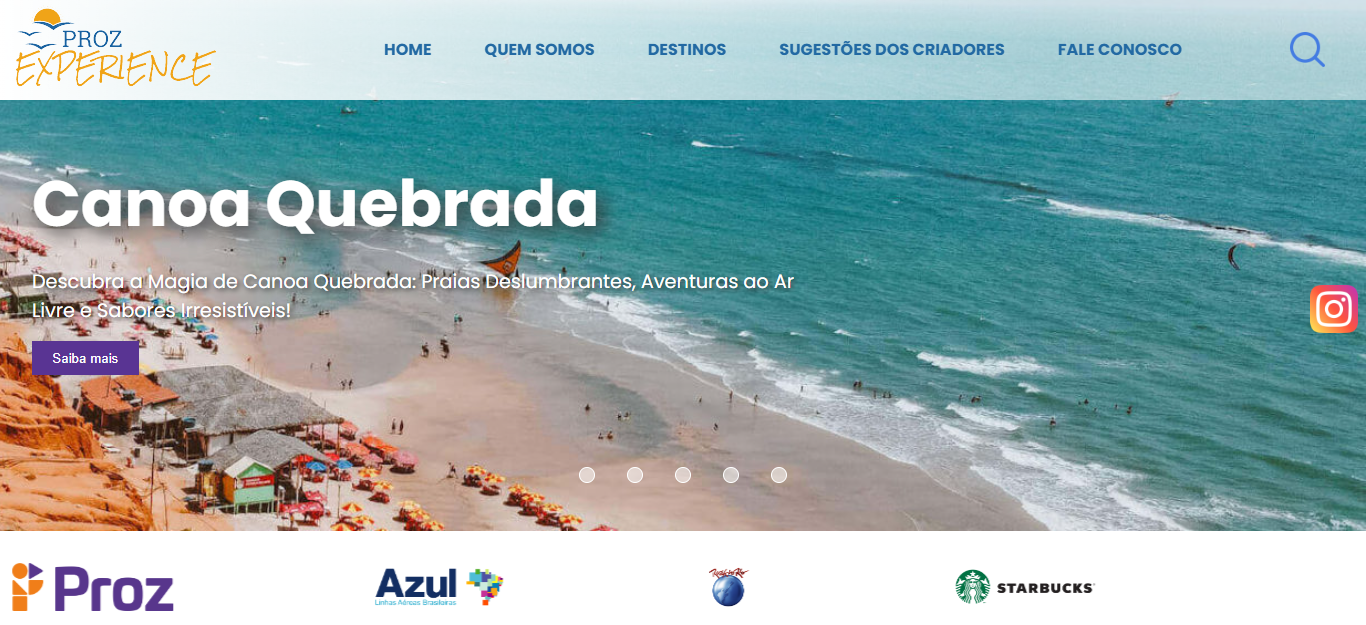 PROZ
EXPERIENCE
HOME
QUEM SOMOS
DESTINOS
SUGESTÕES DOS CRIADORES
FALE CONOSCO
Canoa Quebrada
Descubra a Magia de Canoa Quebrada: Praias Deslumbrantes, Aventuras ao Ar
Livre e Sabores Irresistíveis!
Saiba mais
Proz
Azul
Linhas Aéreas Brasileiras
Rock in Rio
STARBUCKS